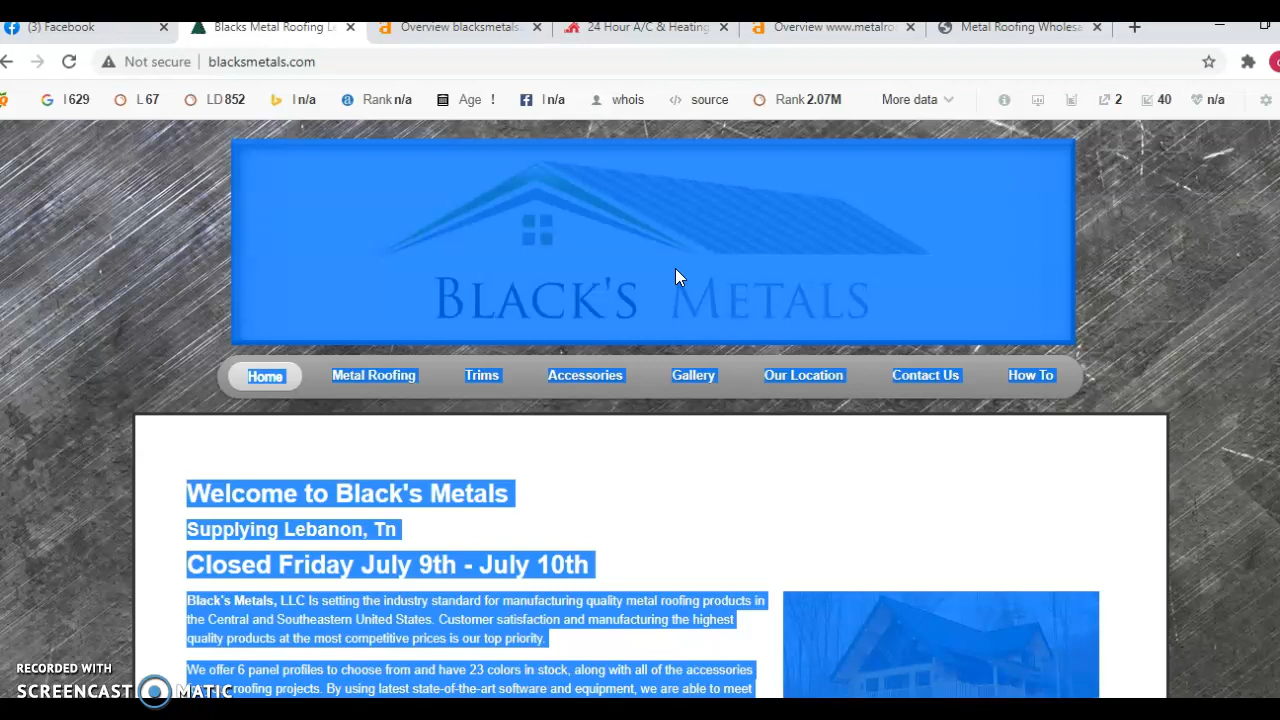 (3) Facebook
Blacks Metal Roofing Le
Overview blacksmetals.
24 Hour A/C & Heating
Overview www.metalro
Metal Roofing Wholesa
Not secure
blacksmetals.com
I 629
L 67
LD 852
I n/a
Rank n/a
Age !
I n/a
whois
source
Rank 2.07M
More data
2
40
n/a
BLACK'S METALS
Home
Metal Roofing
Trims
Accessories
Gallery
Our Location
Contact Us
How To
Welcome to Black's Metals
Supplying Lebanon, Tn
Closed Friday July 9th - July 10th
Black's Metals, LLC Is setting the industry standard for manufacturing quality metal roofing products in
the Central and Southeastern United States. Customer satisfaction and manufacturing the highest
quality products at the most competitive prices is our top priority.
We offer 6 panel profiles to choose from and have 23 colors in stock, along with all of the accessories
roofing projects. By using latest state-of-the-art software and equipment, we are able to meet
RECORDED WITH
SCREENCAST MATIC